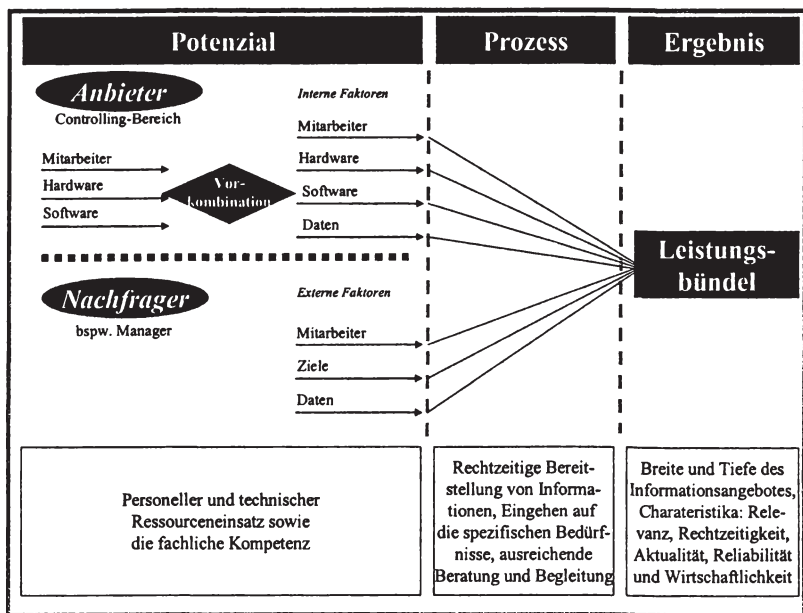 Potenzial
Prozess
Ergebnis
Anbieter
Controlling-Bereich
Interne Faktoren
Mitarbeiter
Hardware
Software
Vor-
kombination
Mitarbeiter
Hardware
Software
Daten
Leistungs-
bündel
Nachfrager
bspw. Manager
Externe Faktoren
Mitarbeiter
Ziele
Daten
Personeller und technischer
Ressourceneinsatz sowie
die fachliche Kompetenz
Rechtzeitige Bereit-
stellung von Informa-
tionen, Eingehen auf
die spezifischen Bedürf-
nisse, ausreichende
Beratung und Begleitung
Breite und Tiefe des
Informationsangebotes,
Charateristika: Rele-
vanz, Rechtzeitigkeit,
Aktualität, Reliabilität
und Wirtschaftlichkeit